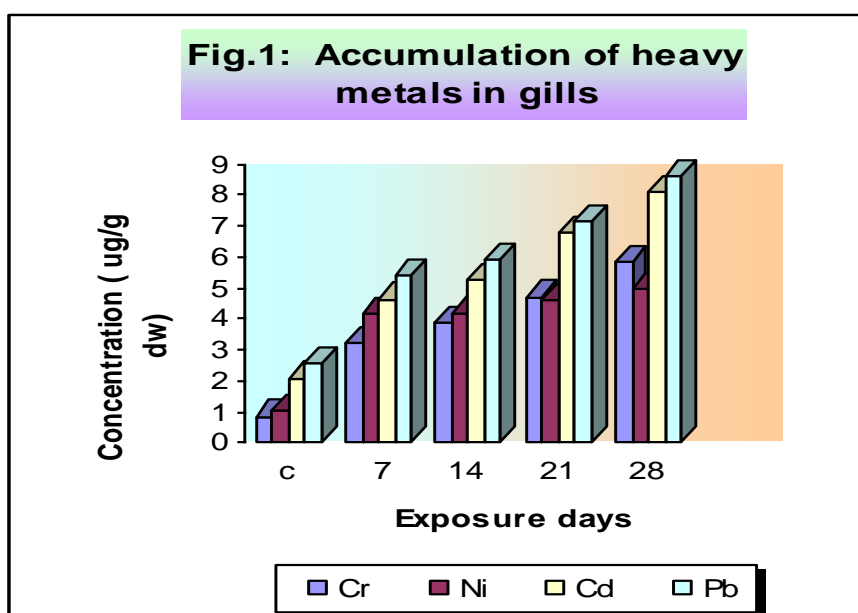 Fig.1: Accumulation of heavy
metals in gills
Concentration ( ug/g
dw)
9
8
7
6
5
4
3
2
1
0
c 7 14 21 28
Exposure days
Cr Ni Cd Pb